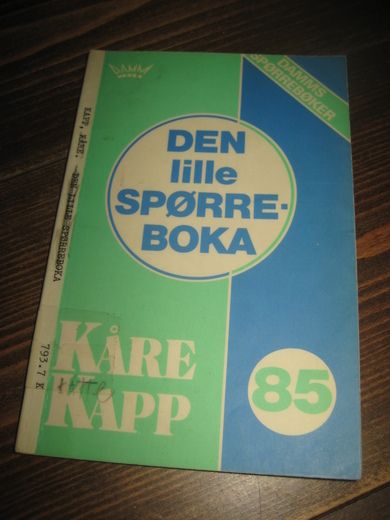 DAMM
DAMMS
SPØRREBØKER
DEN
lille
SPØRRE-
BOKA
KÅRE
KAPP
85
KAPP, KÅRE. DEN LILLE SPØRREBOKA
793.7 K